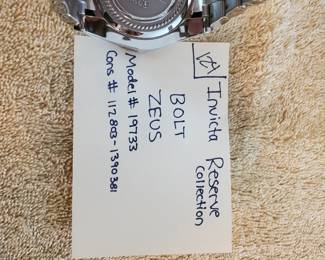 Invicta Reserve
Collection
BOLT
ZEUS
Model # 19733
Cons # 112803-1390381